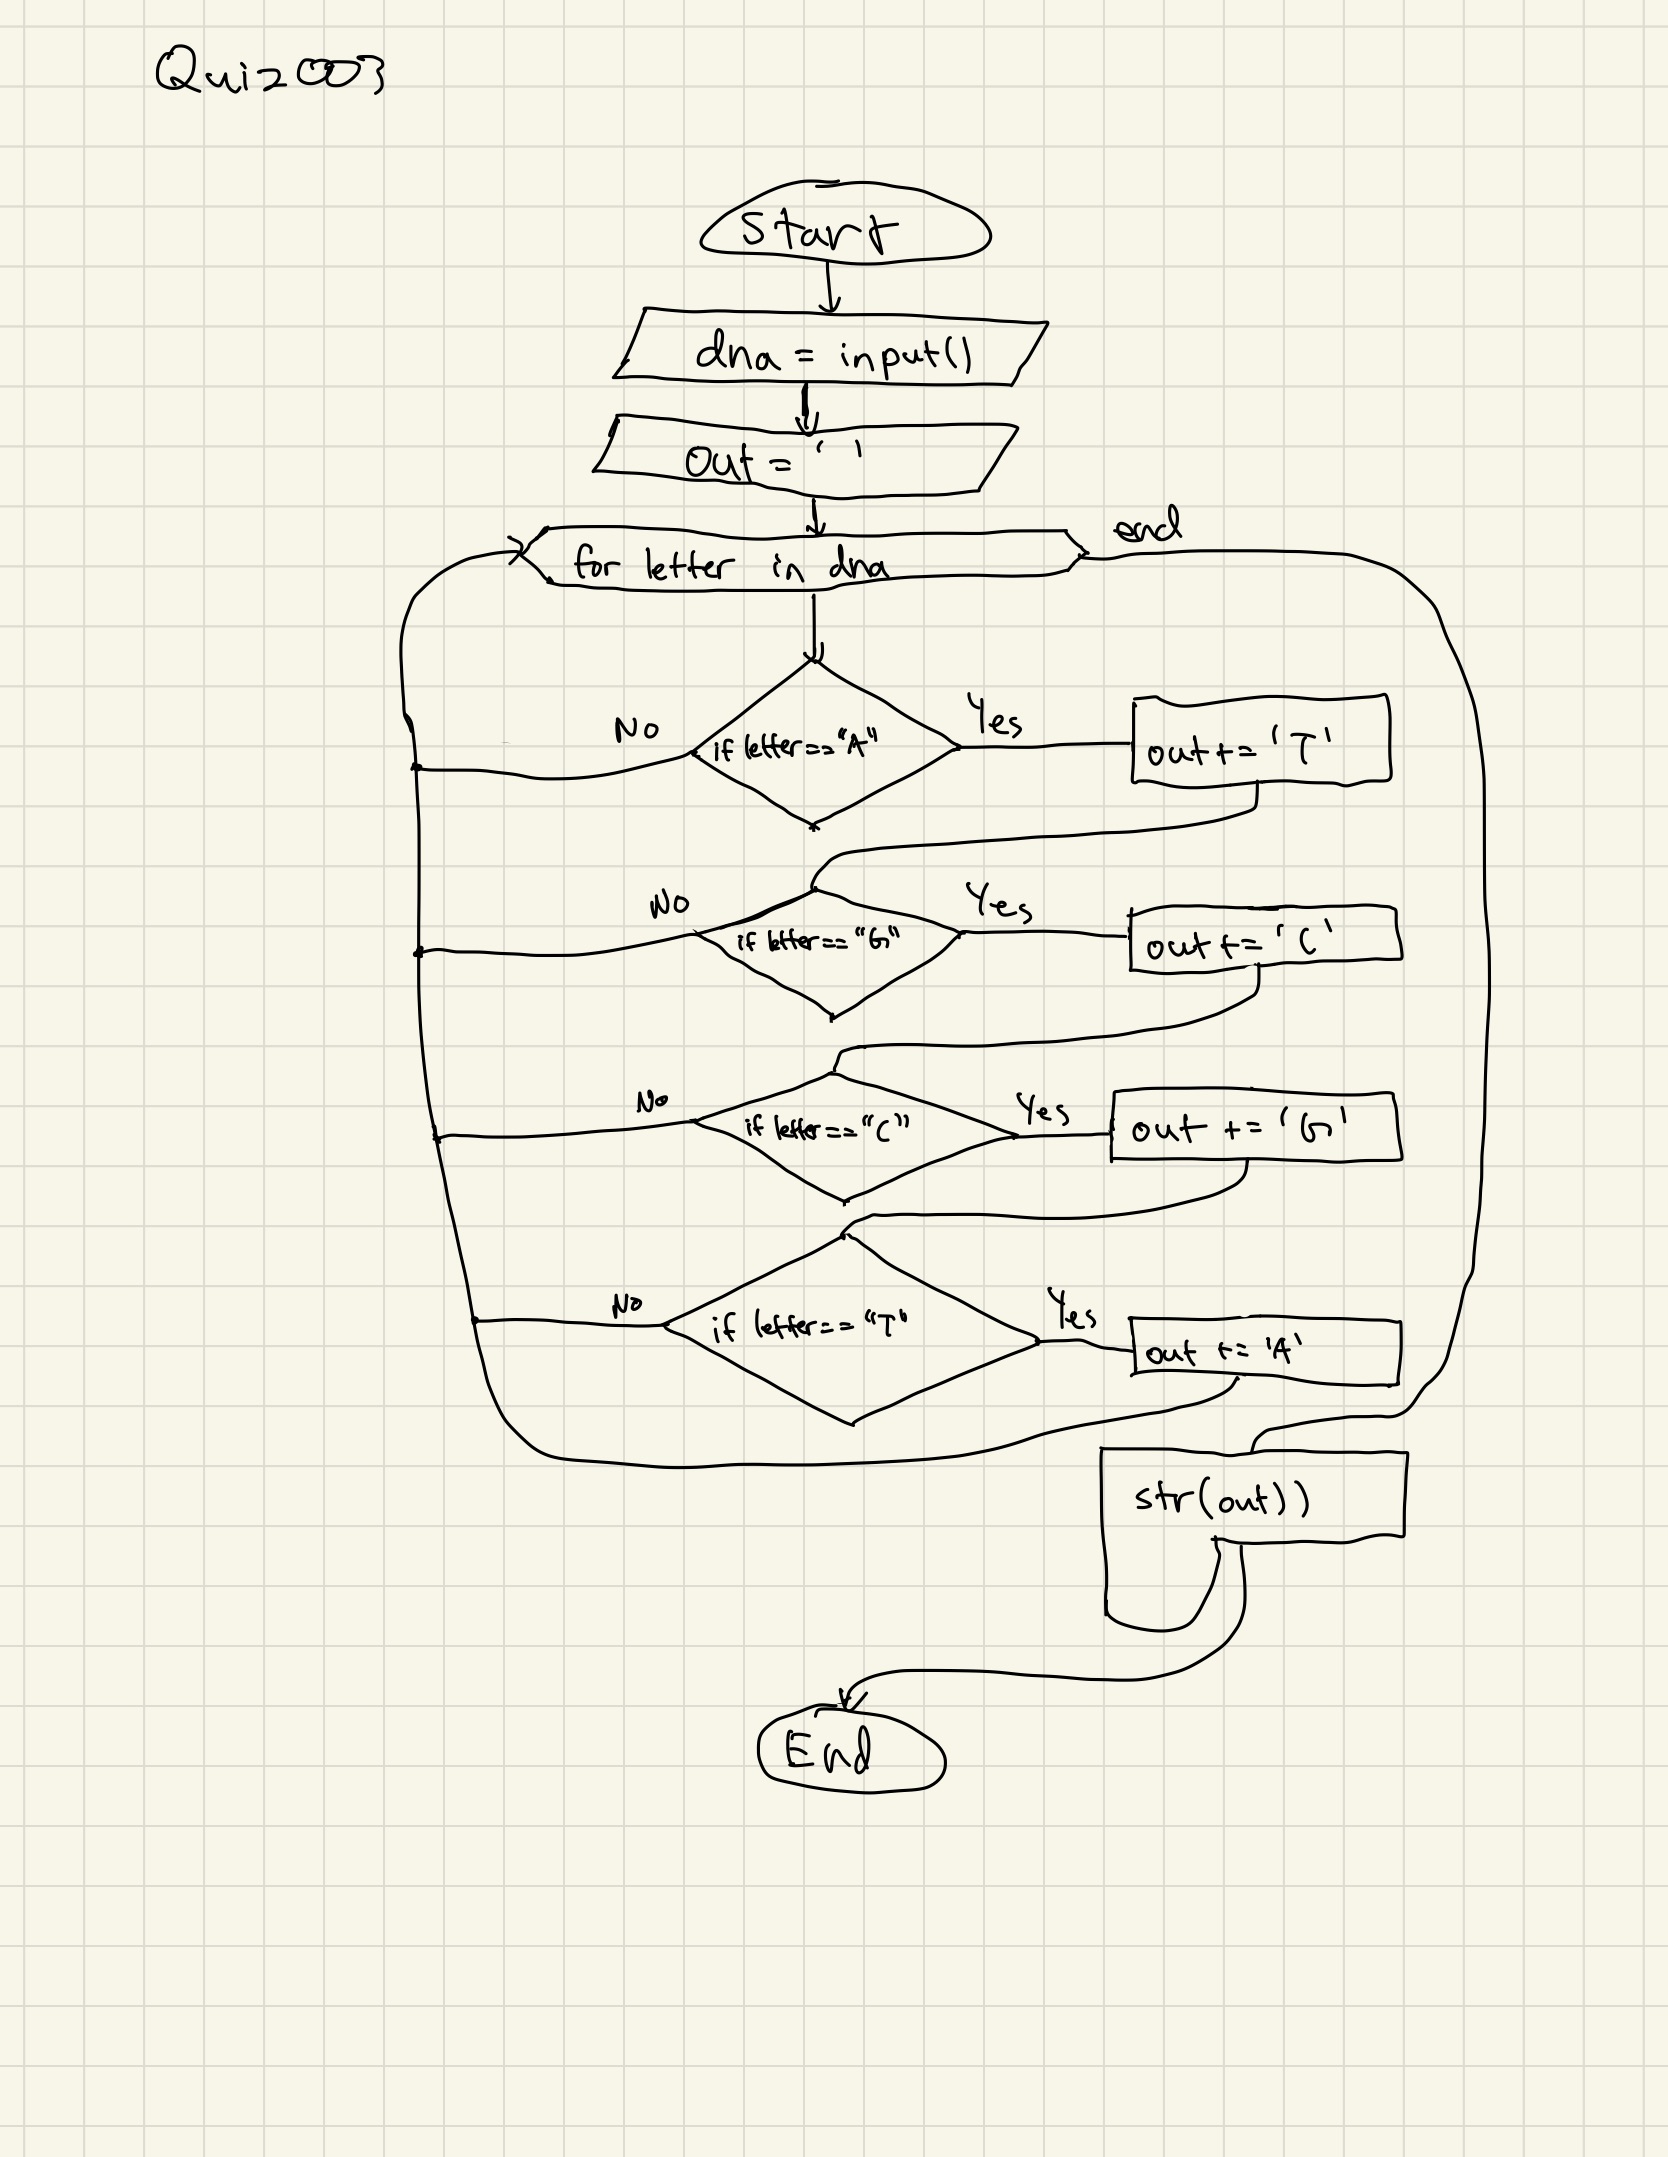 Quiz003
Start
dna = input()
Out = ' '
end
for letter in dna
No
if letter=="A"
Yes
out += 'T'
No
if letter=="G"
Yes
out += 'C'
No
if letter=="C"
Yes
out += 'G'
No
if letter=="T"
Yes
out += 'A'
str(out))
End